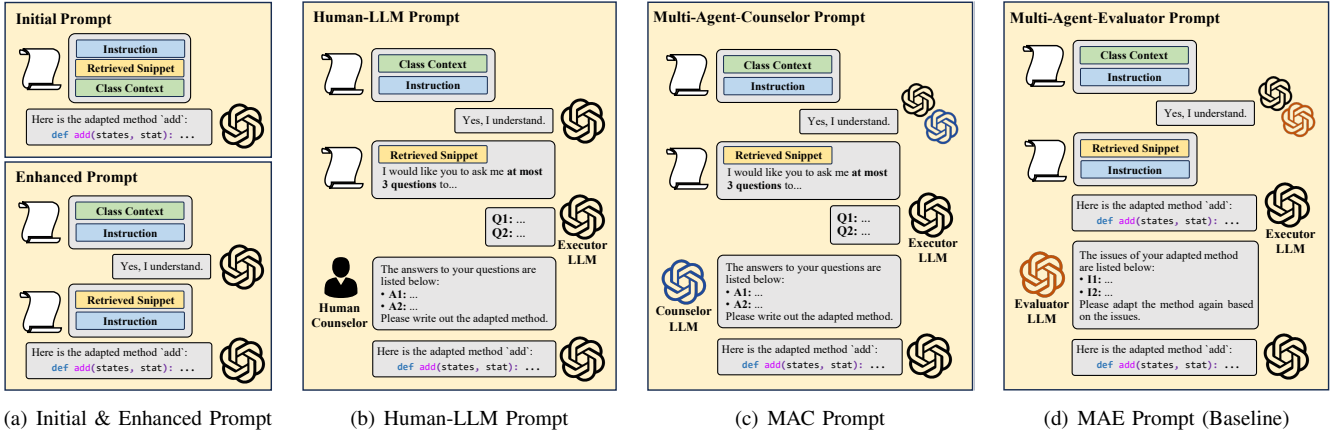 Initial Prompt
Instruction
Retrieved Snippet
Class Context
Here is the adapted method `add`:
def add(states, stat): ...
Enhanced Prompt
Class Context
Instruction
Yes, I understand.
Retrieved Snippet
Instruction
Here is the adapted method `add`:
def add(states, stat): ...
(a) Initial & Enhanced Prompt
Human-LLM Prompt
Class Context
Instruction
Yes, I understand.
Retrieved Snippet
I would like you to ask me at most
3 questions to...
Q1: ...
Q2: ...
Executor
LLM
Human
Counselor
The answers to your questions are
listed below:
• A1: ...
• A2: ...
Please write out the adapted method.
Here is the adapted method `add`:
def add(states, stat): ...
(b) Human-LLM Prompt
Multi-Agent-Counselor Prompt
Class Context
Instruction
Yes, I understand.
Retrieved Snippet
I would like you to ask me at most
3 questions to...
Q1: ...
Q2: ...
Executor
LLM
Counselor
LLM
The answers to your questions are
listed below:
• A1: ...
• A2: ...
Please write out the adapted method.
Here is the adapted method `add`:
def add(states, stat): ...
(c) MAC Prompt
Multi-Agent-Evaluator Prompt
Class Context
Instruction
Yes, I understand.
Retrieved Snippet
Instruction
Here is the adapted method `add`:
def add(states, stat): ...
Executor
LLM
Evaluator
LLM
The issues of your adapted method
are listed below:
• I1: ...
• I2: ...
Please adapt the method again based
on the issues.
Here is the adapted method `add`:
def add(states, stat): ...
(d) MAE Prompt (Baseline)